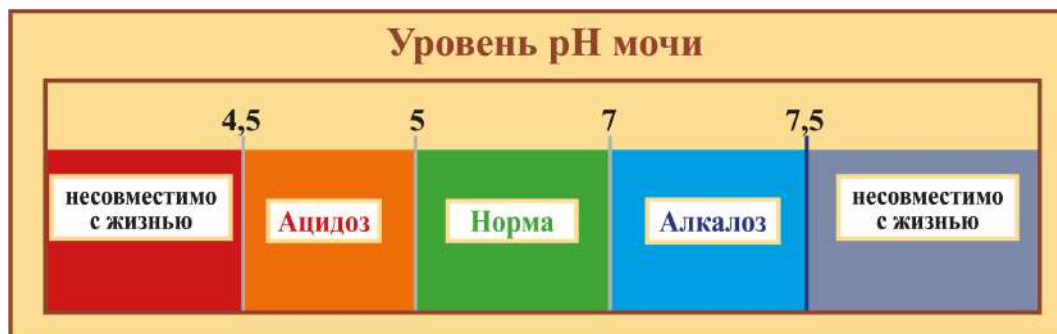 Уровень pH мочи
4,5 5 7 7,5
несовместимо
с жизнью
Ацидоз
Норма
Алкалоз
несовместимо
с жизнью